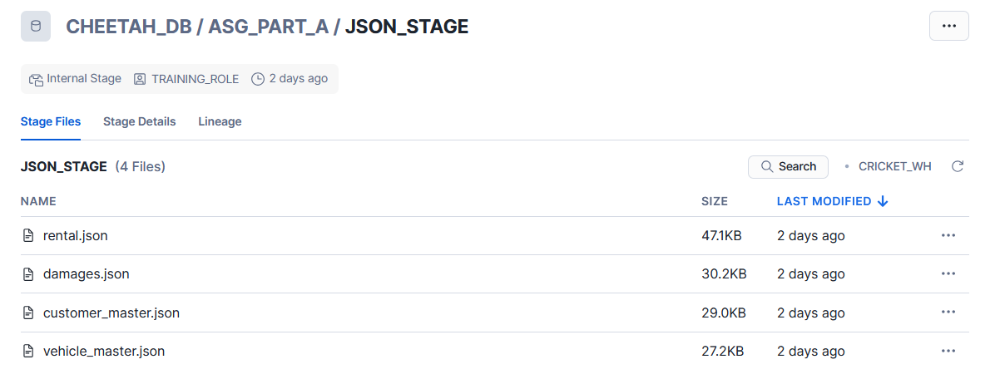 CHEETAH_DB / ASG_PART_A / JSON_STAGE
Internal Stage TRAINING_ROLE 2 days ago
Stage Files Stage Details Lineage
JSON_STAGE (4 Files) Search CRICKET_WH
NAME SIZE LAST MODIFIED
rental.json 47.1KB 2 days ago
damages.json 30.2KB 2 days ago
customer_master.json 29.0KB 2 days ago
vehicle_master.json 27.2KB 2 days ago